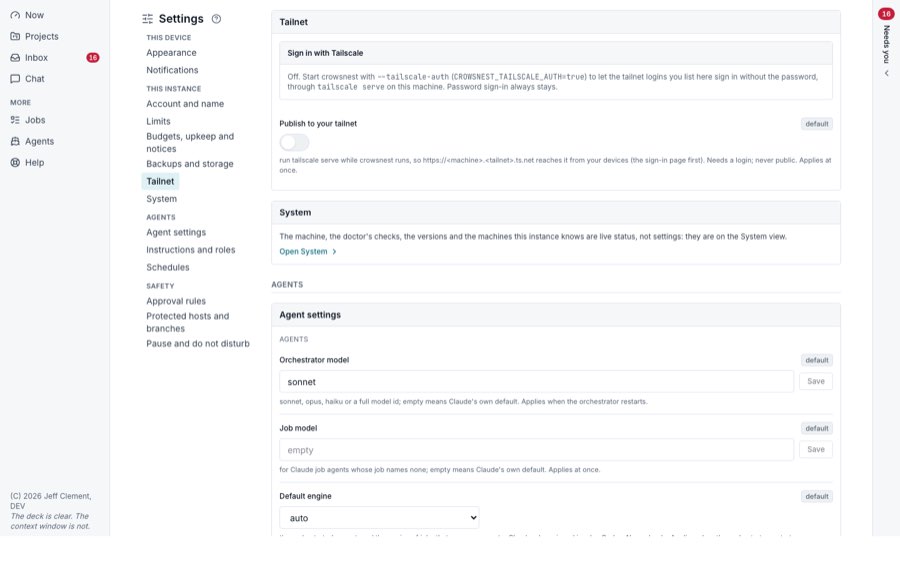 Now
Projects
Inbox 16
Chat
MORE
Jobs
Agents
Help
(C) 2026 Jeff Clement,
DEV
The deck is clear. The
context window is not.
Settings
THIS DEVICE
Appearance
Notifications
THIS INSTANCE
Account and name
Limits
Budgets, upkeep and
notices
Backups and storage
Tailnet
System
AGENTS
Agent settings
Instructions and roles
Schedules
SAFETY
Approval rules
Protected hosts and
branches
Pause and do not disturb
Tailnet
Sign in with Tailscale
Off. Start crowsnest with --tailscale-auth (CROWSNEST_TAILSCALE_AUTH=true) to let the tailnet logins you list here sign in without the password,
through tailscale serve on this machine. Password sign-in always stays.
Publish to your tailnet default
run tailscale serve while crowsnest runs, so https://<machine>.<tailnet>.ts.net reaches it from your devices (the sign-in page first). Needs a login; never public. Applies at
once.
System
The machine, the doctor's checks, the versions and the machines this instance knows are live status, not settings: they are on the System view.
Open System
AGENTS
Agent settings
AGENTS
Orchestrator model default
sonnet Save
sonnet, opus, haiku or a full model id; empty means Claude's own default. Applies when the orchestrator restarts.
Job model default
empty Save
for Claude job agents whose job names none; empty means Claude's own default. Applies at once.
Default engine default
auto
16
Needs you